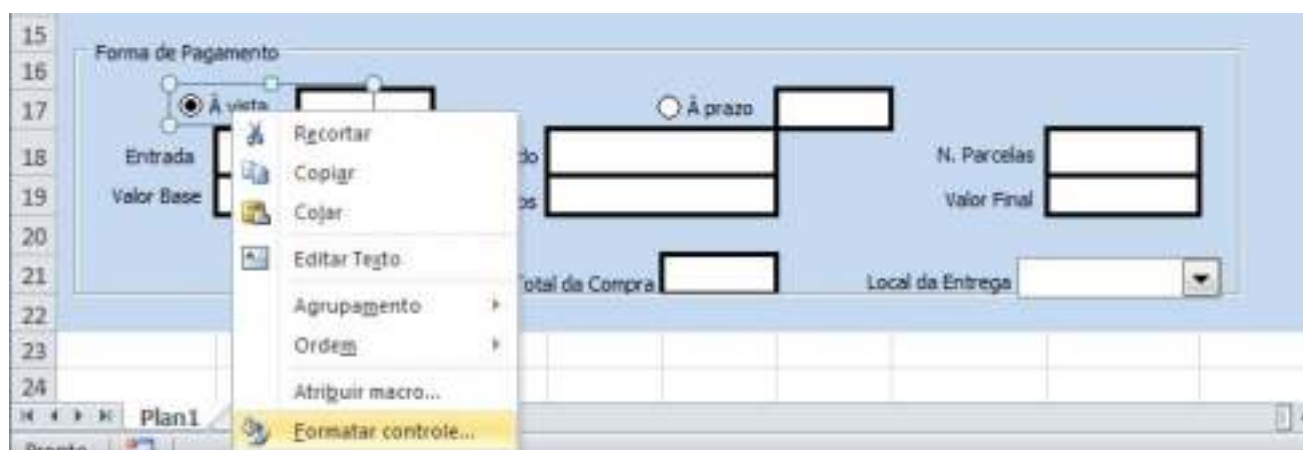 15
Forma de Pagamento
16
17 À vista À prazo
Recortar
18 Entrada do N. Parcelas
Copiar
19 Valor Base os Valor Final
Colar
20
Editar Texto
21 otal da Compra Local da Entrega
Agrupamento
22
Ordem
23
24
Atribuir macro...
Plan1
Formatar controle...
Pronto